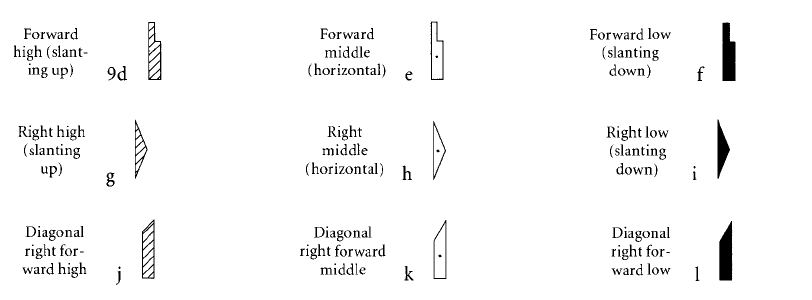 Forward
high (slant-
ing up)
9d
Forward
middle
(horizontal)
e
Forward low
(slanting
down)
f
Right high
(slanting
up)
g
Right
middle
(horizontal)
h
Right low
(slanting
down)
i
Diagonal
right for-
ward high
j
Diagonal
right forward
middle
k
Diagonal
right for-
ward low
l